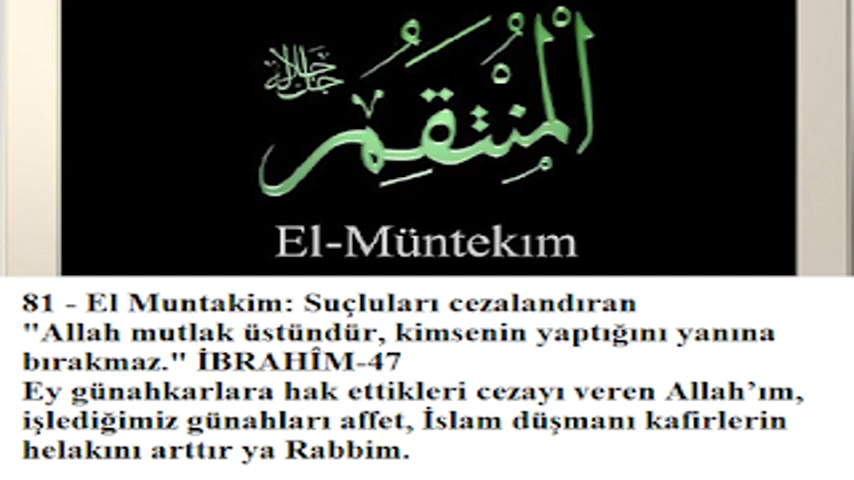 المُنْتَقِمُ
جل جلاله
El-Müntekım
81 - El Muntakim: Suçluları cezalandıran
"Allah mutlak üstündür, kimsenin yaptığını yanına
bırakmaz." İBRAHÎM-47
Ey günahkarlara hak ettikleri cezayı veren Allah’ım,
işlediğimiz günahları affet, İslam düşmanı kafirlerin
helakını arttır ya Rabbim.